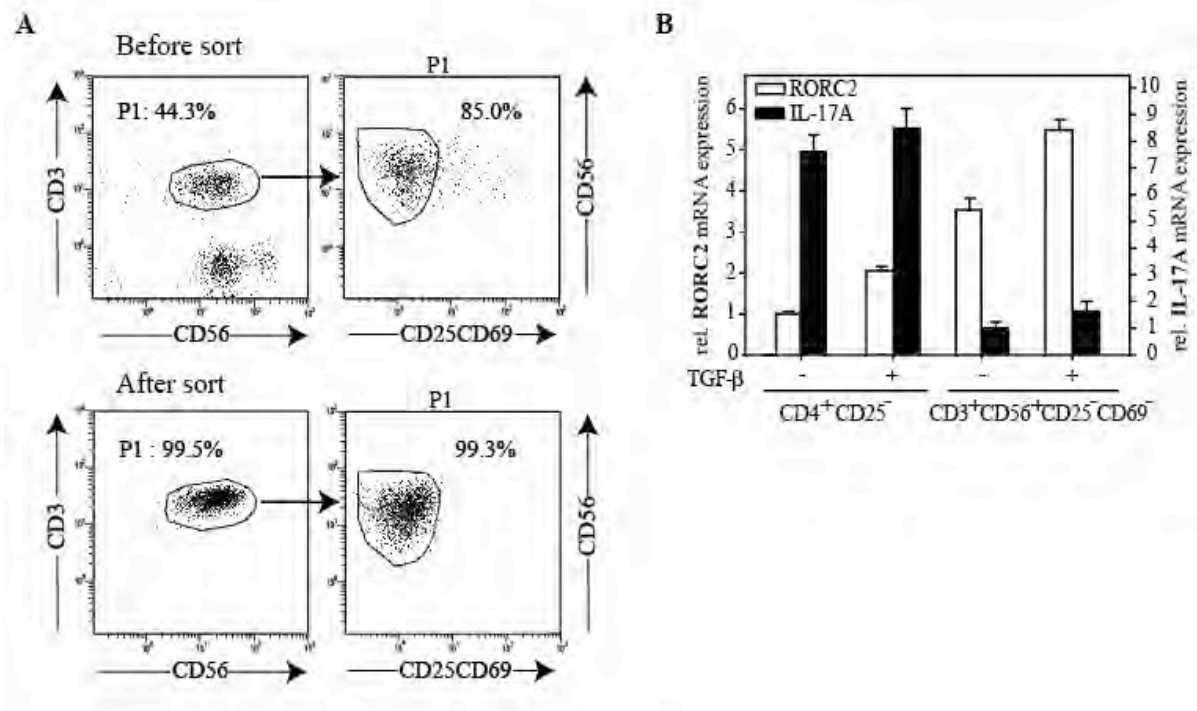 A
Before sort
P1
P1: 44.3%
85.0%
CD3
CD56
CD56
CD25CD69
After sort
P1
P1 : 99.5%
99.3%
CD3
CD56
CD56
CD25CD69
B
RORC2
IL-17A
rel. RORC2 mRNA expression
6
5
4
3
2
1
0
rel. IL-17A mRNA expression
10
9
8
7
6
5
4
3
2
1
0
TGF-β - + - +
CD4⁺CD25⁻ CD3⁺CD56⁺CD25⁻CD69⁻